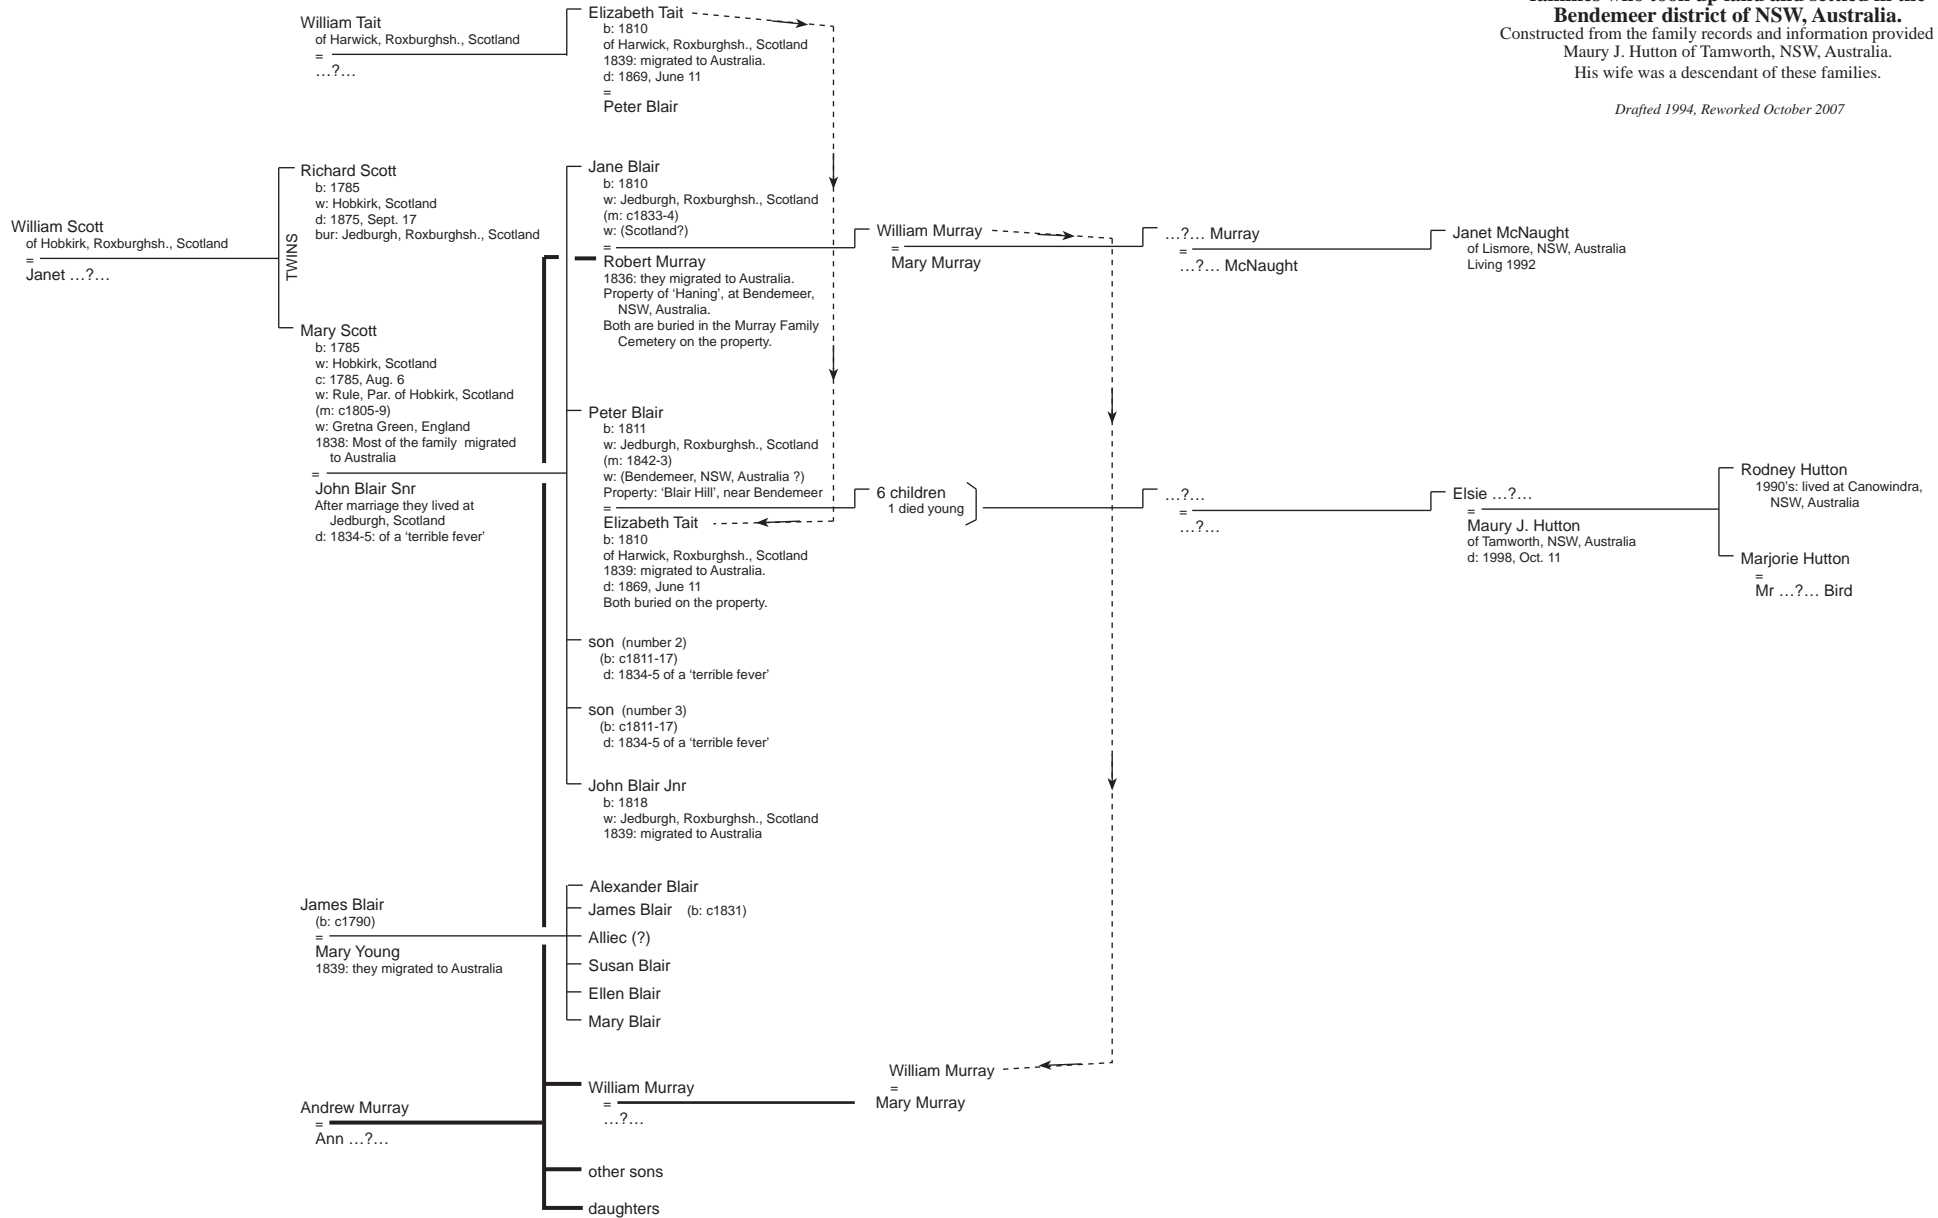 families who took up land and settled in the
Bendemeer district of NSW, Australia.
Constructed from the family records and information provided
Maury J. Hutton of Tamworth, NSW, Australia.
His wife was a descendant of these families.
Drafted 1994, Reworked October 2007
William Tait
of Harwick, Roxburghsh., Scotland
=
…?…
Elizabeth Tait
b: 1810
of Harwick, Roxburghsh., Scotland
1839: migrated to Australia.
d: 1869, June 11
=
Peter Blair
William Scott
of Hobkirk, Roxburghsh., Scotland
=
Janet …?…
TWINS
Richard Scott
b: 1785
w: Hobkirk, Scotland
d: 1875, Sept. 17
bur: Jedburgh, Roxburghsh., Scotland
Mary Scott
b: 1785
w: Hobkirk, Scotland
c: 1785, Aug. 6
w: Rule, Par. of Hobkirk, Scotland
(m: c1805-9)
w: Gretna Green, England
1838: Most of the family migrated
to Australia
=
John Blair Snr
After marriage they lived at
Jedburgh, Scotland
d: 1834-5: of a ‘terrible fever’
Jane Blair
b: 1810
w: Jedburgh, Roxburghsh., Scotland
(m: c1833-4)
w: (Scotland?)
=
Robert Murray
1836: they migrated to Australia.
Property of ‘Haning’, at Bendemeer,
NSW, Australia.
Both are buried in the Murray Family
Cemetery on the property.
William Murray
=
Mary Murray
…?… Murray
=
…?… McNaught
Janet McNaught
of Lismore, NSW, Australia
Living 1992
Peter Blair
b: 1811
w: Jedburgh, Roxburghsh., Scotland
(m: 1842-3)
w: (Bendemeer, NSW, Australia ?)
Property: ‘Blair Hill’, near Bendemeer
=
Elizabeth Tait
b: 1810
of Harwick, Roxburghsh., Scotland
1839: migrated to Australia.
d: 1869, June 11
Both buried on the property.
6 children
1 died young
…?…
=
…?…
Elsie …?…
=
Maury J. Hutton
of Tamworth, NSW, Australia
d: 1998, Oct. 11
Rodney Hutton
1990's: lived at Canowindra,
NSW, Australia
Marjorie Hutton
=
Mr …?… Bird
son (number 2)
(b: c1811-17)
d: 1834-5 of a ‘terrible fever’
son (number 3)
(b: c1811-17)
d: 1834-5 of a ‘terrible fever’
John Blair Jnr
b: 1818
w: Jedburgh, Roxburghsh., Scotland
1839: migrated to Australia
James Blair
(b: c1790)
=
Mary Young
1839: they migrated to Australia
Alexander Blair
James Blair (b: c1831)
Alliec (?)
Susan Blair
Ellen Blair
Mary Blair
Andrew Murray
=
Ann …?…
William Murray
=
…?…
William Murray
=
Mary Murray
other sons
daughters